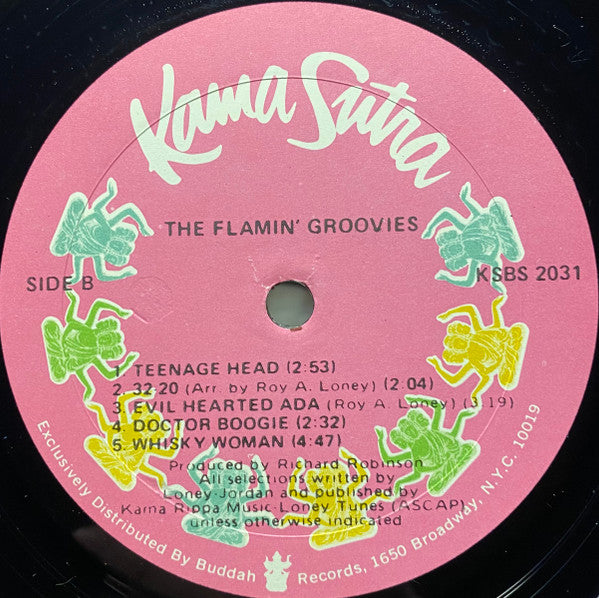 Kama Sutra
THE FLAMIN' GROOVIES
SIDE B
KSBS 2031
1. TEENAGE HEAD (2:53)
2. 32-20 (Arr. by Roy A. Loney) (2:04)
3. EVIL HEARTED ADA (Roy A. Loney) (3:19)
4. DOCTOR BOOGIE (2:32)
5. WHISKY WOMAN (4:47)
Produced by Richard Robinson
All selections written by
Loney-Jordan and published by
Kama Rippa Music-Loney Tunes (ASCAP)
unless otherwise indicated
Exclusively Distributed By Buddah Records, 1650 Broadway, N.Y.C. 10019